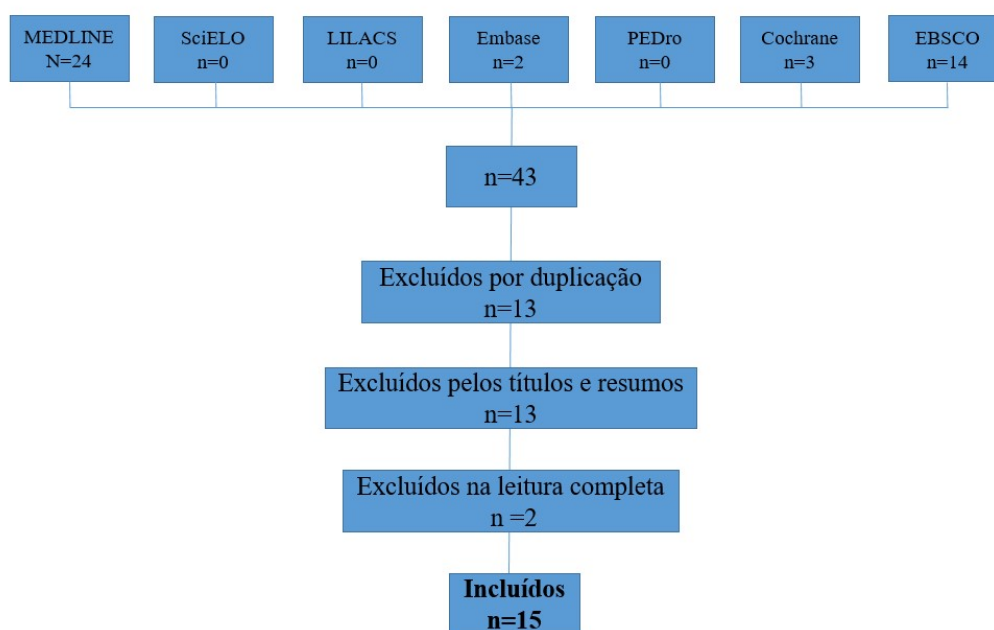 MEDLINE
N=24
SciELO
n=0
LILACS
n=0
Embase
n=2
PEDro
n=0
Cochrane
n=3
EBSCO
n=14
n=43
Excluídos por duplicação
n=13
Excluídos pelos títulos e resumos
n=13
Excluídos na leitura completa
n =2
Incluídos
n=15